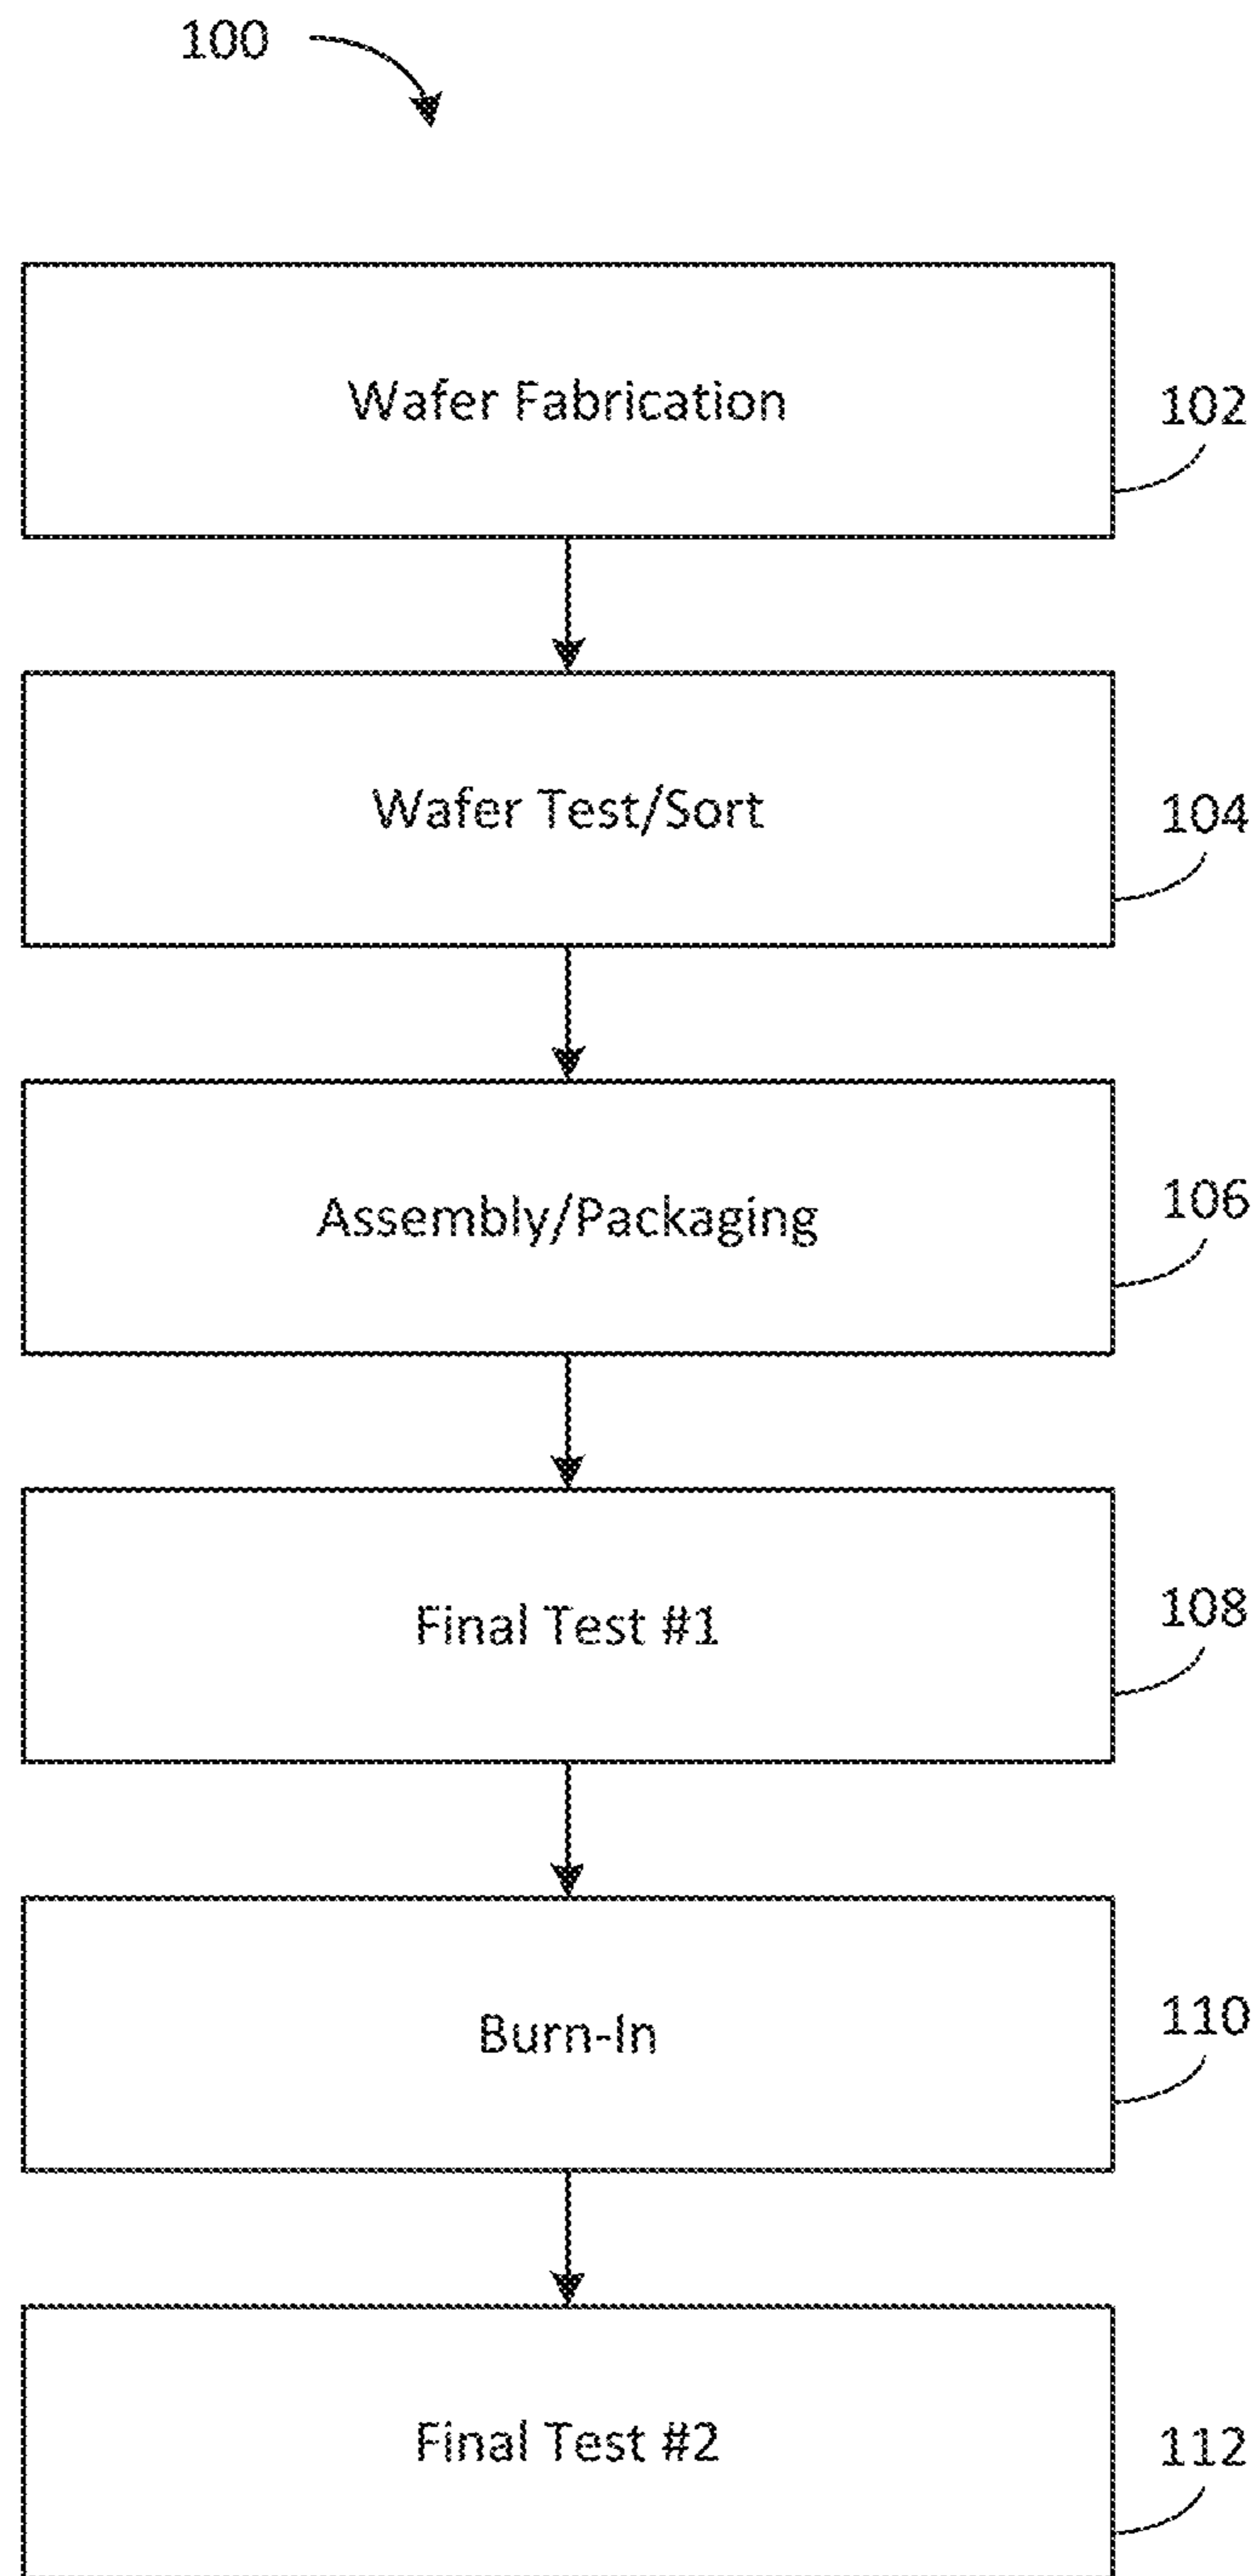 100
Wafer Fabrication
102
Wafer Test/Sort
104
Assembly/Packaging
106
Final Test #1
108
Burn-In
110
Final Test #2
112